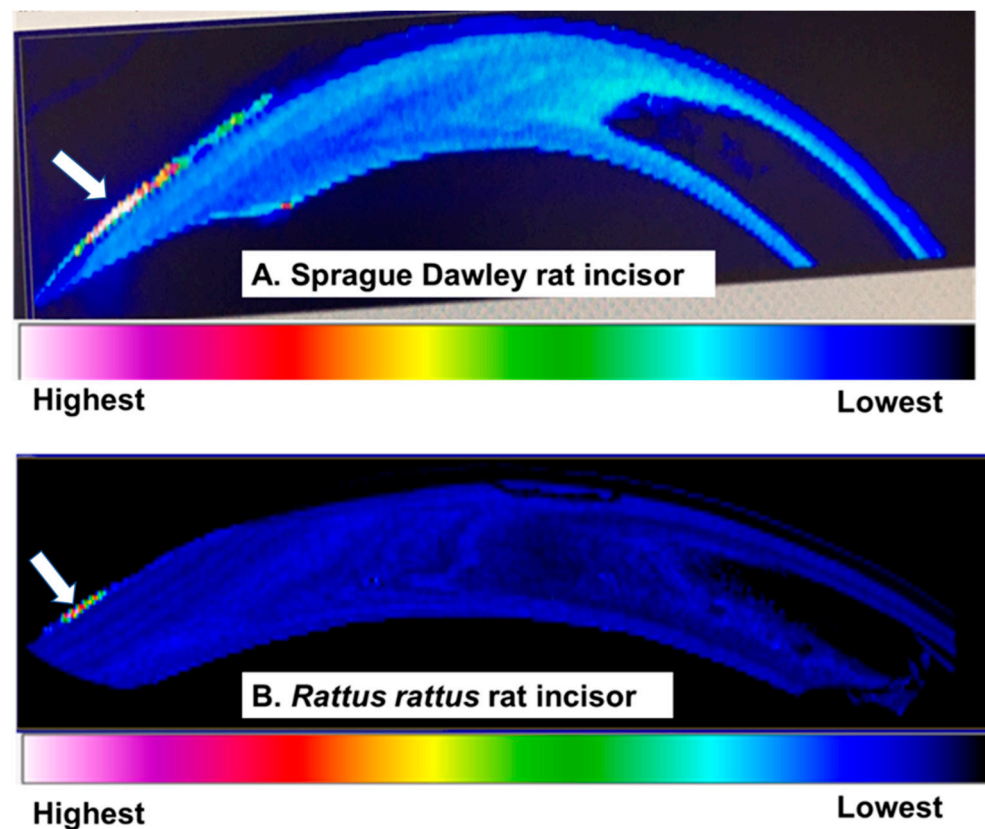 A. Sprague Dawley rat incisor
Highest
Lowest
B. Rattus rattus rat incisor
Highest
Lowest